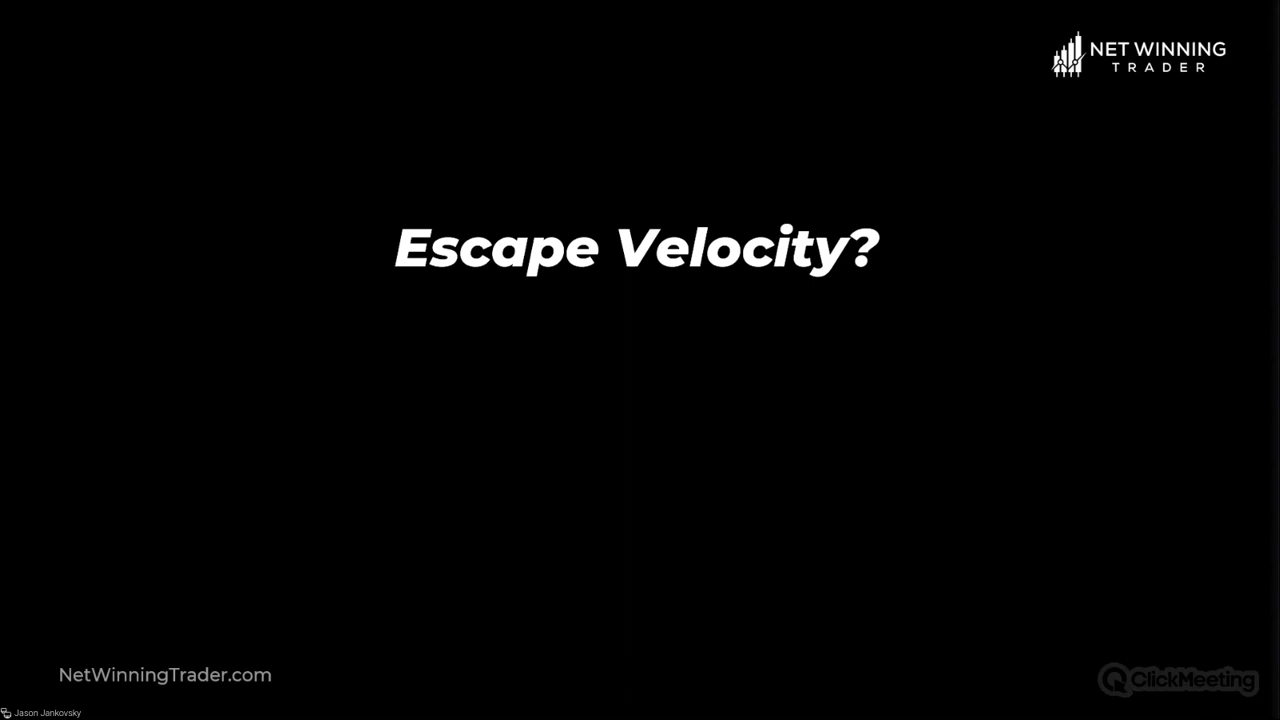 NET WINNING
TRADER
Escape Velocity?
NetWinningTrader.com
ClickMeeting
Jason Jankovsky